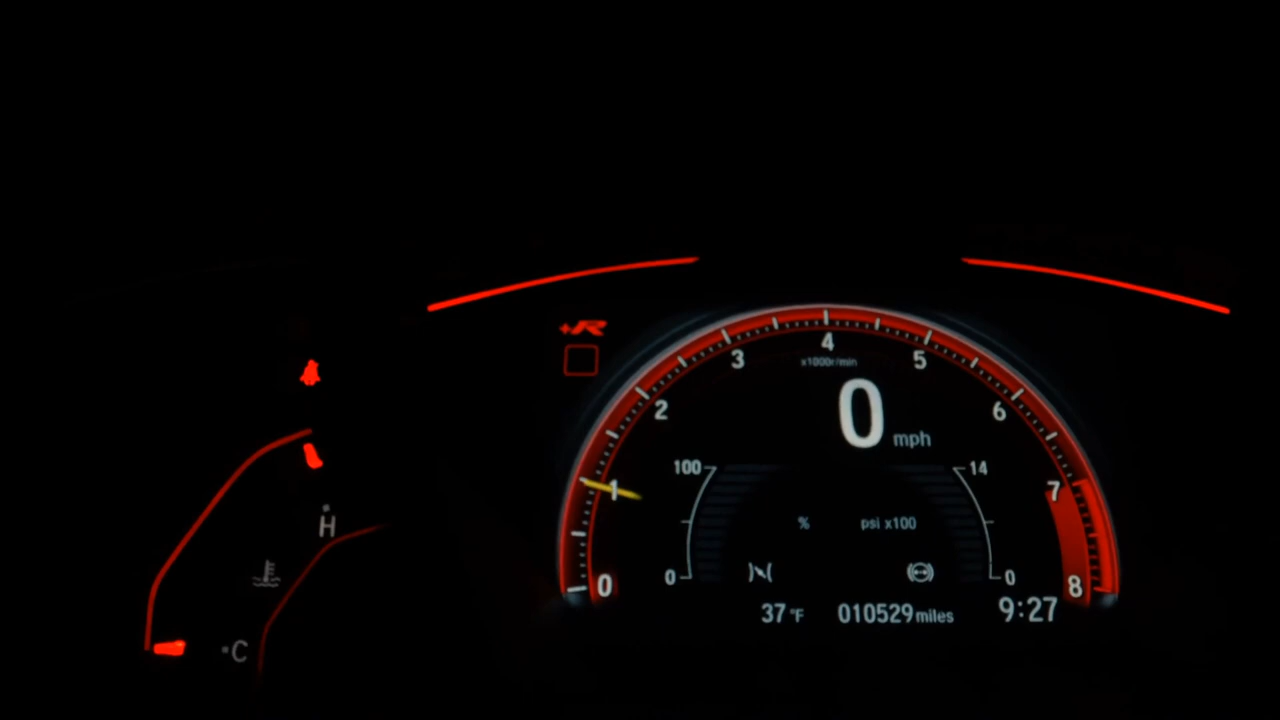 +R
4
3 5
x1000r/min
2 6
0 mph
100 14
1 7
H
% psi x100
0 0
0 8
37 °F 010529 miles 9:27
C